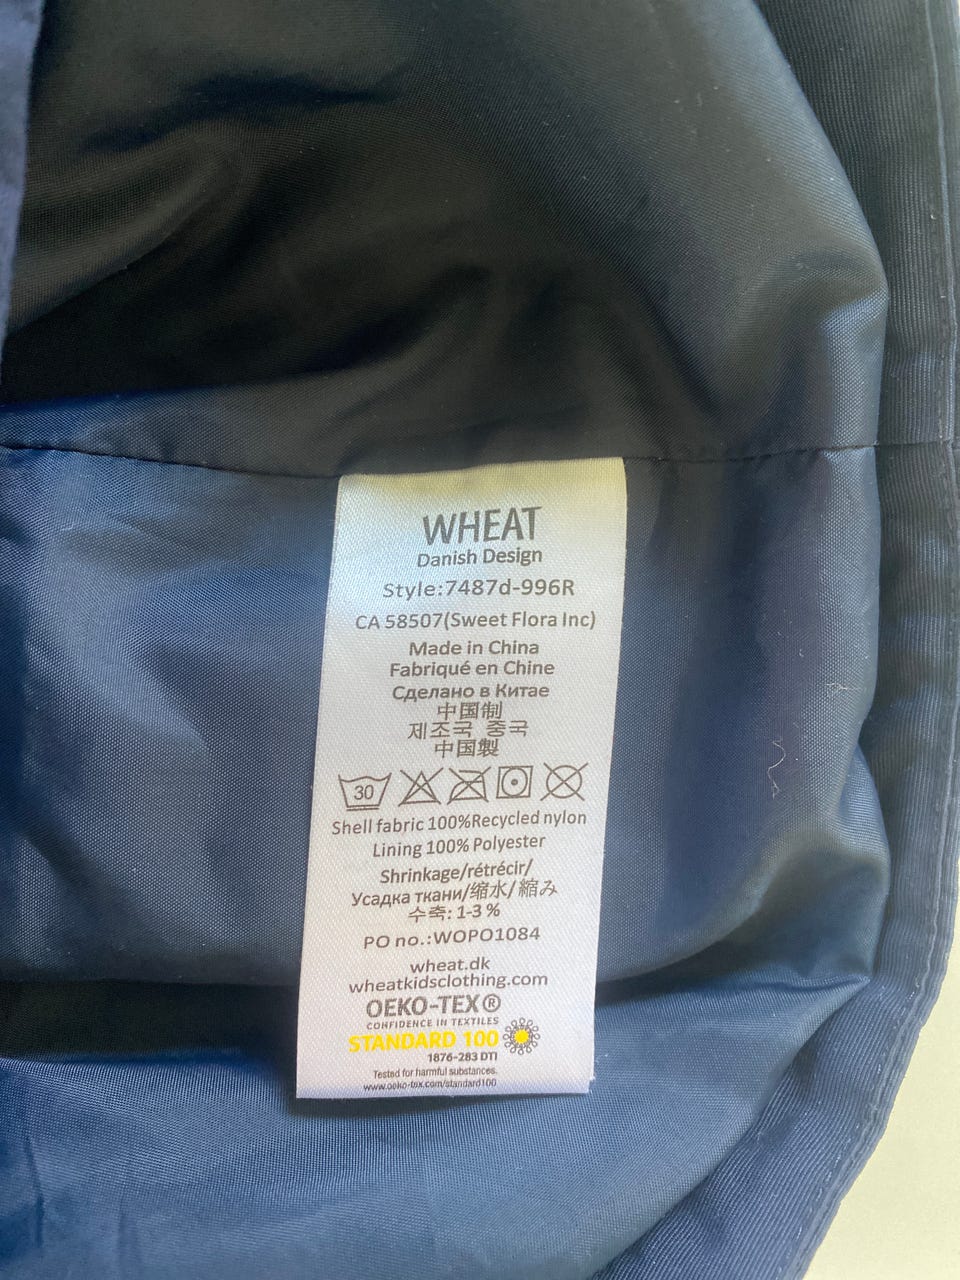 WHEAT
Danish Design
Style:7487d-996R
CA 58507(Sweet Flora Inc)
Made in China
Fabriqué en Chine
Сделано в Китае
中国制
제조국 중국
中国製
30
Shell fabric 100%Recycled nylon
Lining 100% Polyester
Shrinkage/rétrécir/
Усадка ткани/缩水/縮み
수축: 1-3 %
PO no.:WOPO1084
wheat.dk
wheatkidsclothing.com
OEKO-TEX®
CONFIDENCE IN TEXTILES
STANDARD 100
1876-283 DTI
Tested for harmful substances.
www.oeko-tex.com/standard100